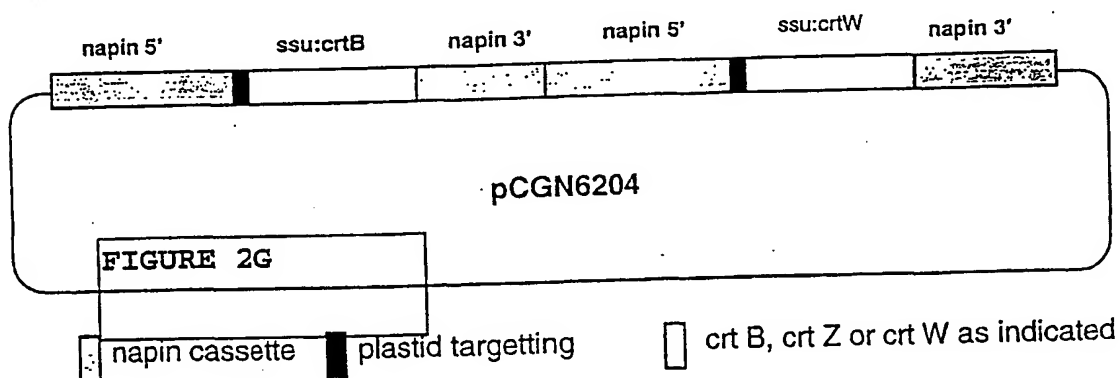 napin 5' ssu:crtB napin 3' napin 5' ssu:crtW napin 3'
pCGN6204
FIGURE 2G
napin cassette plastid targetting crt B, crt Z or crt W as indicated